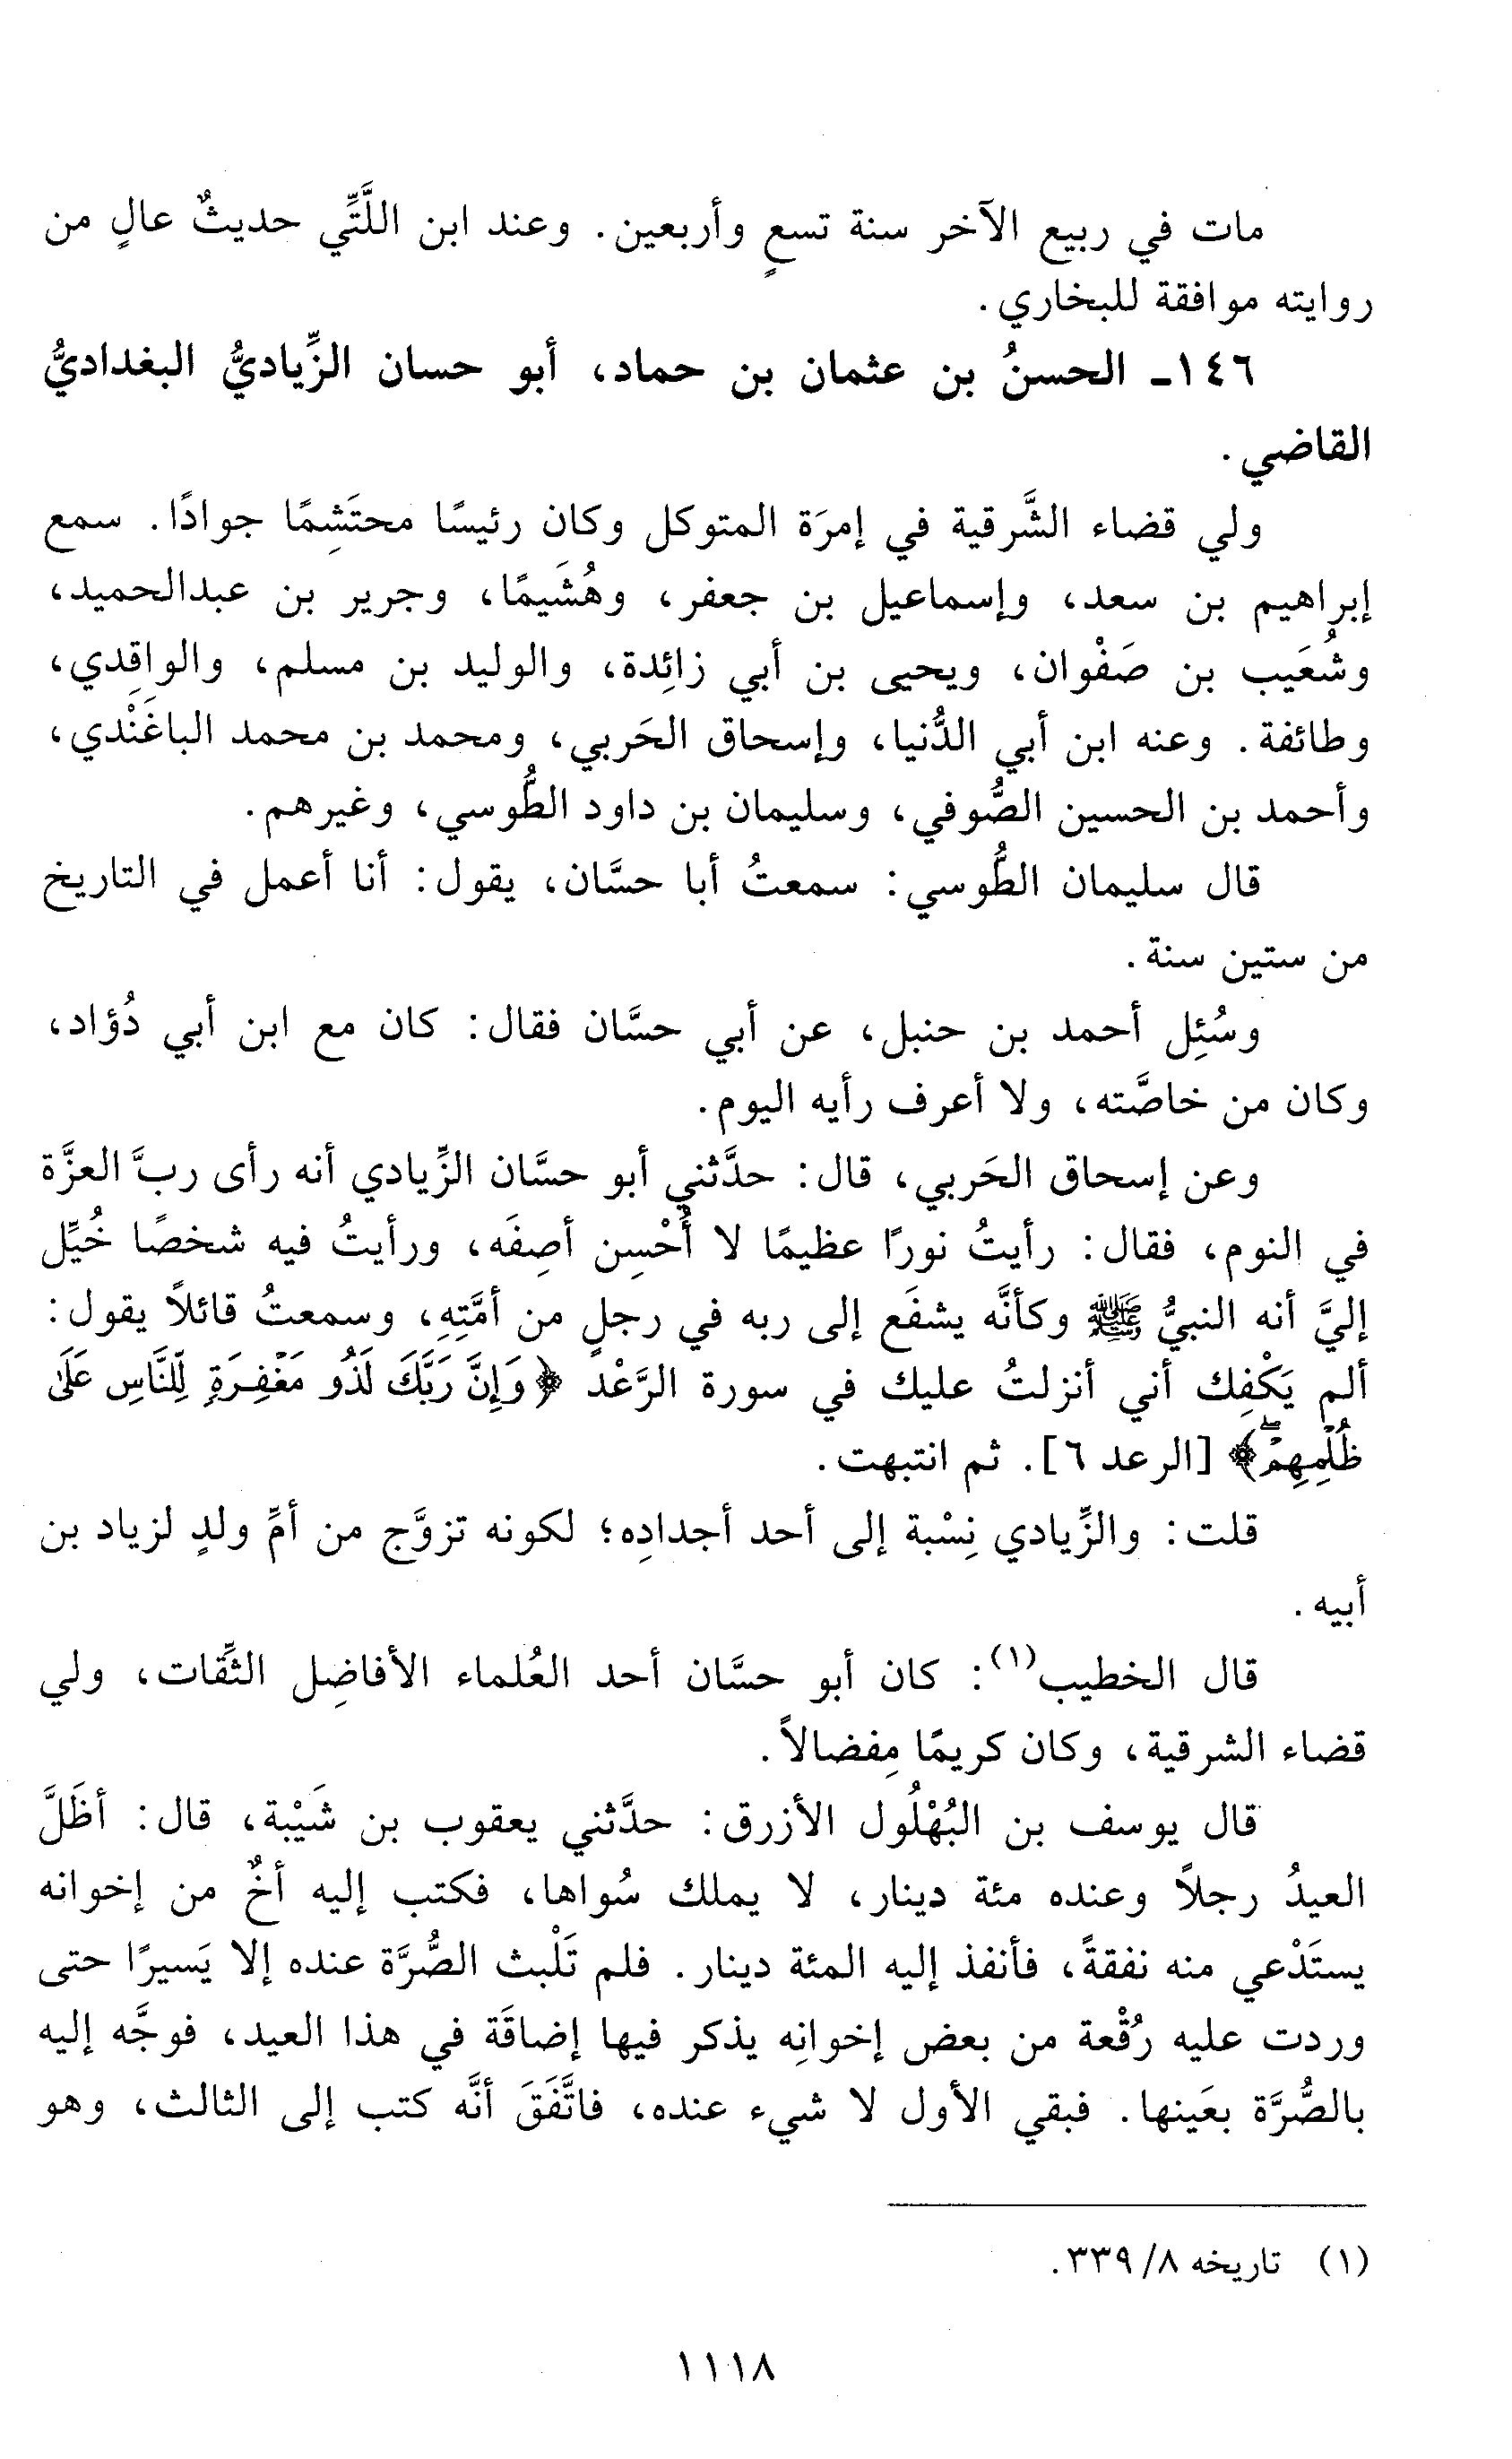 مات في ربيع الآخر سنة تسعٍ وأربعين. وعند ابن اللَّتِّي حديثٌ عالٍ من
روايته موافقة للبخاري.
١٤٦ـ الحسنُ بن عثمان بن حماد، أبو حسان الزِّياديُّ البغداديُّ
القاضي.
ولي قضاء الشَّرقية في إمرَة المتوكل وكان رئيسًا محتَشِمًا جوادًا. سمع
إبراهيم بن سعد، وإسماعيل بن جعفر، وهُشَيمًا، وجرير بن عبدالحميد،
وشُعَيب بن صَفْوان، ويحيى بن أبي زائِدة، والوليد بن مسلم، والواقِدي،
وطائفة. وعنه ابن أبي الدُّنيا، وإسحاق الحَربي، ومحمد بن محمد الباغَنْدي،
وأحمد بن الحسين الصُّوفي، وسليمان بن داود الطُّوسي، وغيرهم.
قال سليمان الطُّوسي: سمعتُ أبا حسَّان، يقول: أنا أعمل في التاريخ
من ستين سنة.
وسُئِل أحمد بن حنبل، عن أبي حسَّان فقال: كان مع ابن أبي دُؤاد،
وكان من خاصَّته، ولا أعرف رأيه اليوم.
وعن إسحاق الحَربي، قال: حدَّثني أبو حسَّان الزِّيادي أنه رأى ربَّ العزَّة
في النوم، فقال: رأيتُ نورًا عظيمًا لا أُحْسِن أصِفَه، ورأيتُ فيه شخصًا خُيِّل
إليَّ أنه النبيُّ ﷺ وكأنَّه يشفَع إلى ربه في رجلٍ من أمَّتِهِ، وسمعتُ قائلاً يقول:
ألم يَكْفِك أني أنزلتُ عليك في سورة الرَّعْد ﴿وَإِنَّ رَبَّكَ لَذُو مَغْفِرَةٍ لِّلنَّاسِ عَلَىٰ
ظُلْمِهِمْۖ﴾ [الرعد ٦]. ثم انتبهت.
قلت: والزِّيادي نِسْبة إلى أحد أجدادِه؛ لكونه تزوَّج من أمِّ ولدٍ لزياد بن
أبيه.
قال الخطيب(١): كان أبو حسَّان أحد العُلماء الأفاضِل الثِّقات، ولي
قضاء الشرقية، وكان كريمًا مِفضالاً.
قال يوسف بن البُهْلُول الأزرق: حدَّثني يعقوب بن شَيْبة، قال: أظَلَّ
العيدُ رجلاً وعنده مئة دينار، لا يملك سُواها، فكتب إليه أخٌ من إخوانه
يستَدْعي منه نفقةً، فأنفذ إليه المئة دينار. فلم تَلْبث الصُّرَّة عنده إلا يَسيرًا حتى
وردت عليه رُقْعة من بعض إخوانِه يذكر فيها إضاقَة في هذا العيد، فوجَّه إليه
بالصُّرَّة بعَينها. فبقي الأول لا شيء عنده، فاتَّفَقَ أنَّه كتب إلى الثالث، وهو
(١) تاريخه ٨/ ٣٣٩.
١١١٨